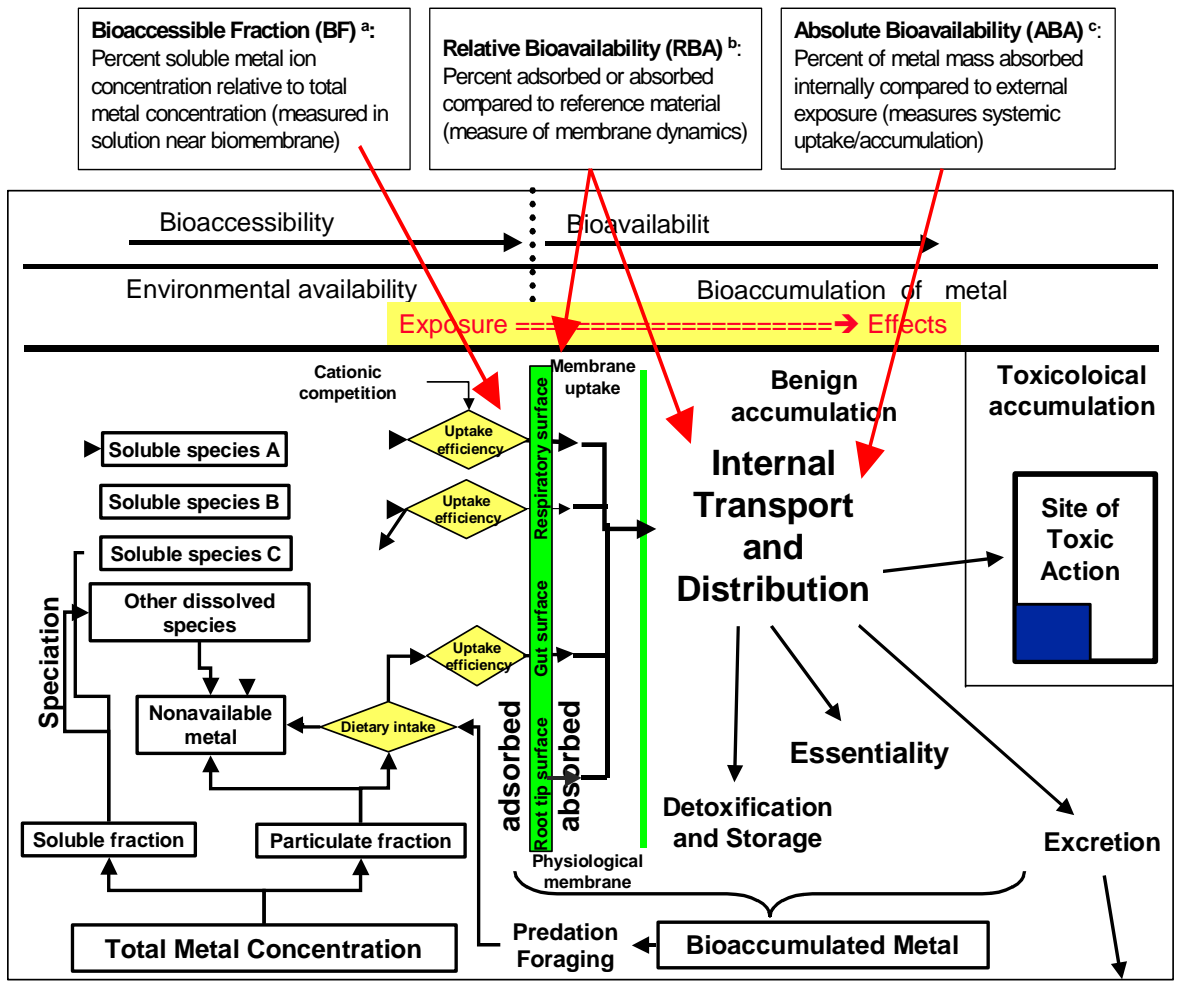 Bioaccessible Fraction (BF) a:
Percent soluble metal ion
concentration relative to total
metal concentration (measured in
solution near biomembrane)
Relative Bioavailability (RBA) b:
Percent adsorbed or absorbed
compared to reference material
(measure of membrane dynamics)
Absolute Bioavailability (ABA) c:
Percent of metal mass absorbed
internally compared to external
exposure (measures systemic
uptake/accumulation)
Bioaccessibility
Bioavailabilit
Environmental availability
Bioaccumulation of metal
Exposure ====================== ➔ Effects
Cationic
competition
Membrane
uptake
Benign
accumulation
Toxicoloical
accumulation
Uptake
efficiency
Soluble species A
Uptake
efficiency
Soluble species B
Soluble species C
Other dissolved
species
Uptake
efficiency
Speciation
Nonavailable
metal
Dietary intake
Respiratory surface
Gut surface
Root tip surface
adsorbed
absorbed
Internal
Transport
and
Distribution
Site of
Toxic
Action
Essentiality
Detoxification
and Storage
Excretion
Soluble fraction
Particulate fraction
Physiological
membrane
Total Metal Concentration
Predation
Foraging
Bioaccumulated Metal